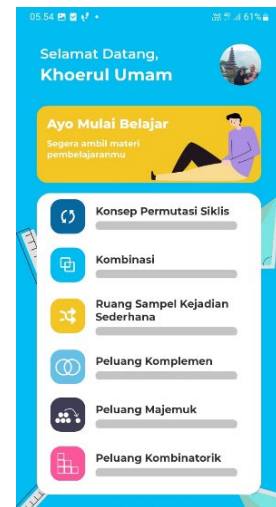 05.54 61%
Selamat Datang,
Khoerul Umam
Ayo Mulai Belajar
Segera ambil materi
pembelajaranmu
Konsep Permutasi Siklis
Kombinasi
Ruang Sampel Kejadian
Sederhana
Peluang Komplemen
Peluang Majemuk
Peluang Kombinatorik